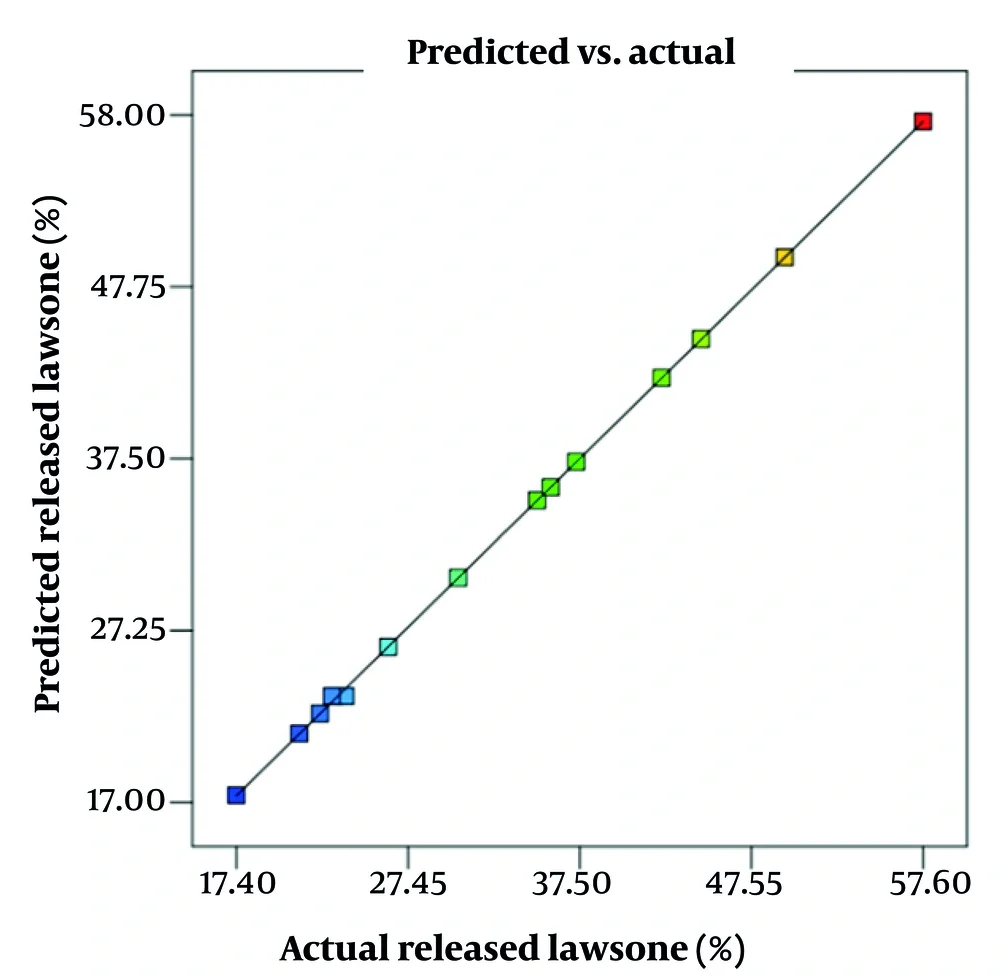 Predicted vs. actual
58.00
47.75
37.50
27.25
17.00
Predicted released lawsone (%)
17.40 27.45 37.50 47.55 57.60
Actual released lawsone (%)